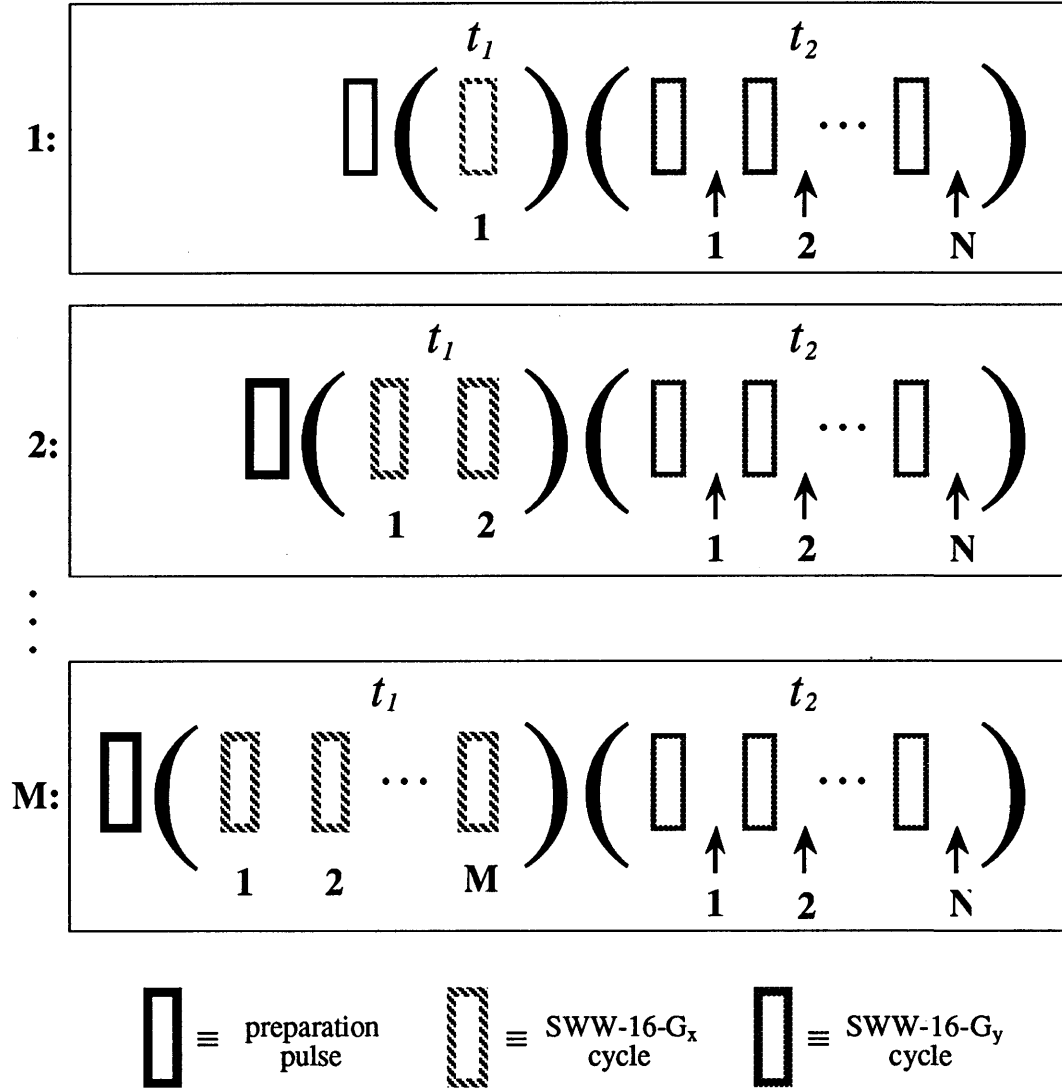 t1 t2
1: ( ) ( ··· )
1 1 2 N
t1 t2
2: ( ) ( ··· )
1 2 1 2 N
⋮
t1 t2
M: ( ··· ) ( ··· )
1 2 M 1 2 N
≡ preparation pulse
≡ SWW-16-Gx cycle
≡ SWW-16-Gy cycle